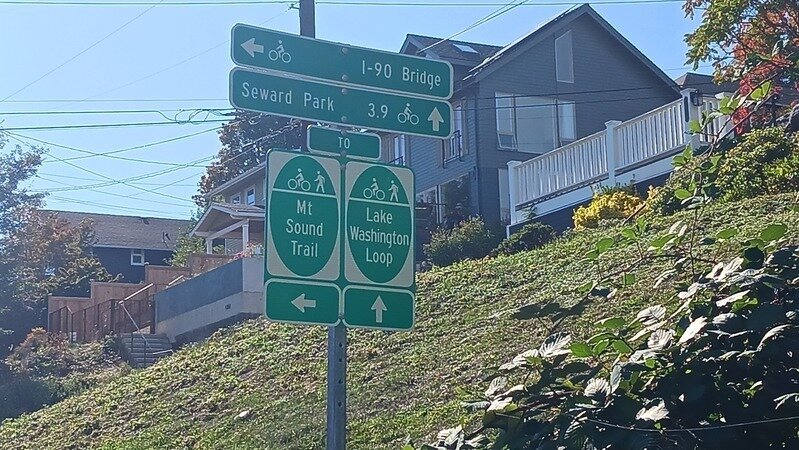 I-90 Bridge
Seward Park 3.9
TO
Mt
Sound
Trail
Lake
Washington
Loop